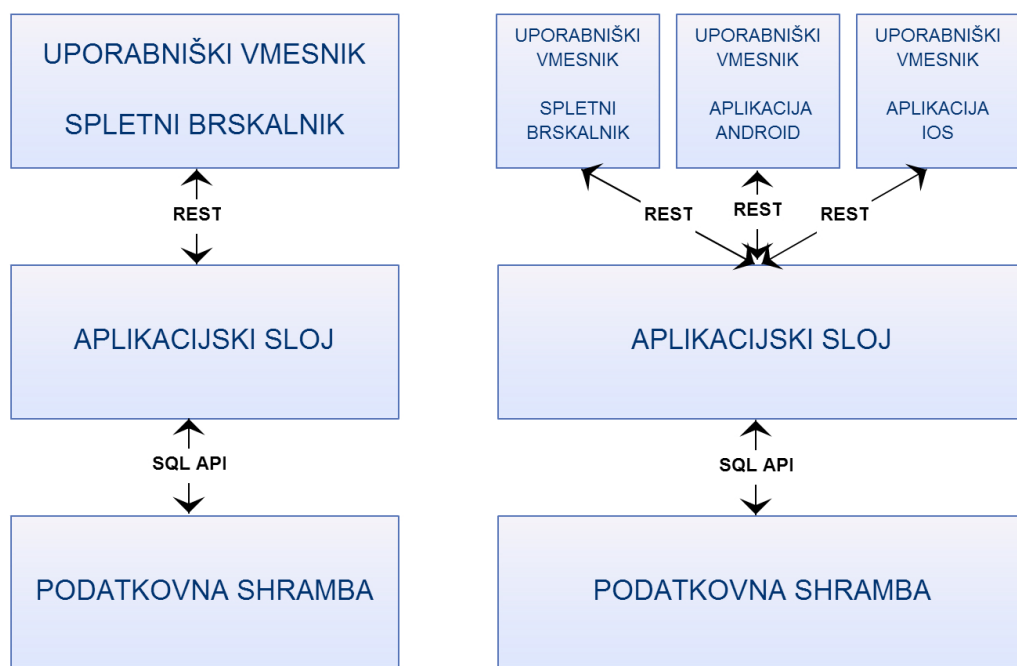 UPORABNIŠKI VMESNIK
SPLETNI BRSKALNIK
REST
APLIKACIJSKI SLOJ
SQL API
PODATKOVNA SHRAMBA
UPORABNIŠKI
VMESNIK
SPLETNI
BRSKALNIK
UPORABNIŠKI
VMESNIK
APLIKACIJA
ANDROID
UPORABNIŠKI
VMESNIK
APLIKACIJA
IOS
REST
REST
REST
APLIKACIJSKI SLOJ
SQL API
PODATKOVNA SHRAMBA